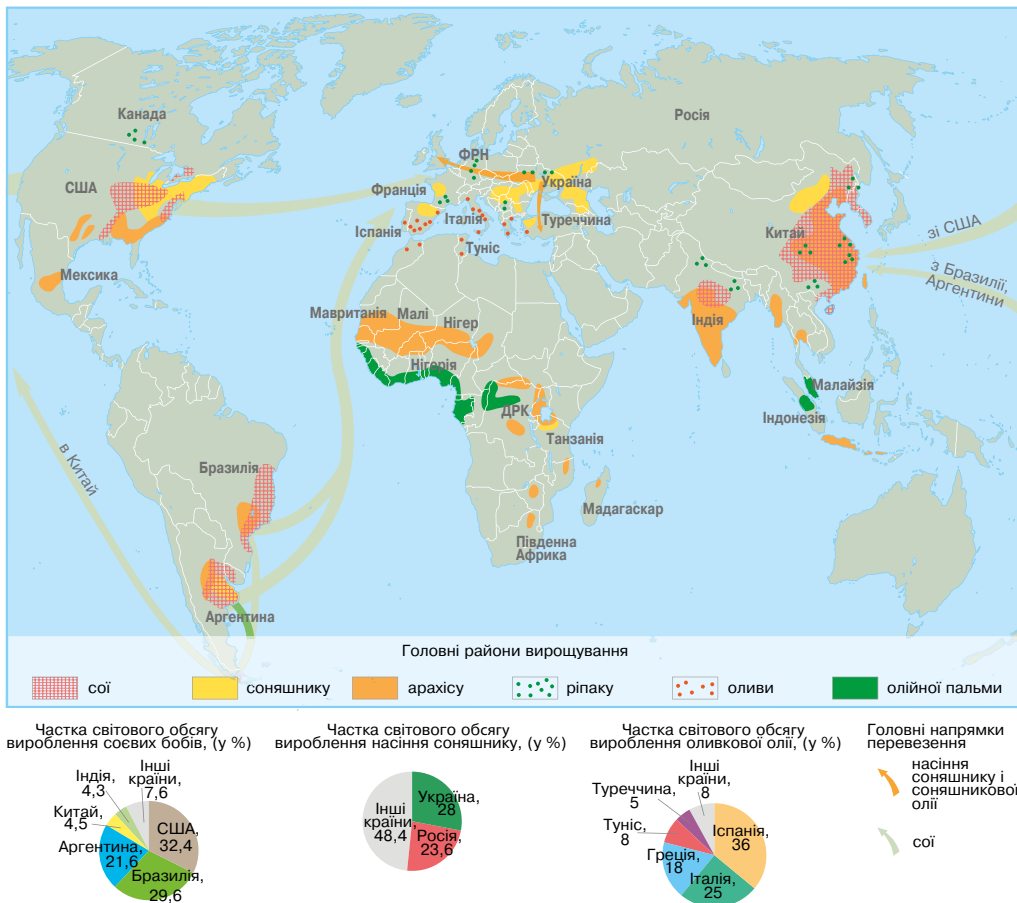 Канада
Росія
ФРН
США
Україна
Франція
Італія
Туреччина
Іспанія
Туніс
Китай
зі США
з Бразилії,
Аргентини
Мексика
Мавританія
Малі
Нігер
Індія
Нігерія
Малайзія
ДРК
Індонезія
Танзанія
Бразилія
в Китай
Мадагаскар
Південна
Африка
Аргентина
Головні райони вирощування
сої
соняшнику
арахісу
ріпаку
оливи
олійної пальми
Частка світового обсягу
вироблення соєвих бобів, (у %)
Індія,
4,3
Інші
країни,
7,6
Китай,
4,5
США,
32,4
Аргентина,
21,6
Бразилія,
29,6
Частка світового обсягу
вироблення насіння соняшнику, (у %)
Україна,
28
Інші
країни,
48,4
Росія,
23,6
Частка світового обсягу
вироблення оливкової олії, (у %)
Інші
країни,
8
Туреччина,
5
Туніс,
8
Іспанія,
36
Греція,
18
Італія,
25
Головні напрямки
перевезення
насіння
соняшнику і
соняшникової
олії
сої